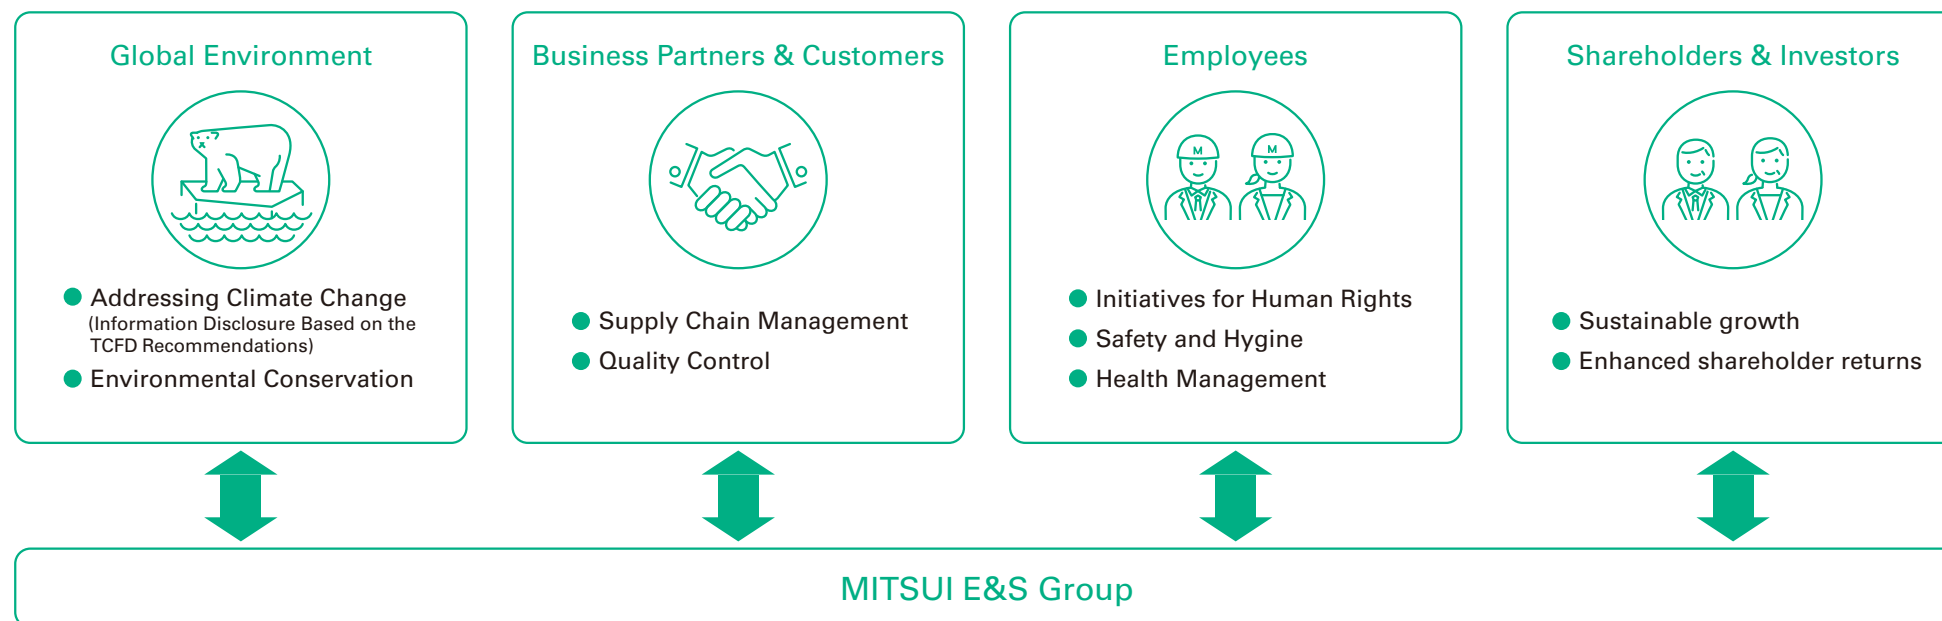 Global Environment
● Addressing Climate Change
(Information Disclosure Based on the
TCFD Recommendations)
● Environmental Conservation
Business Partners & Customers
● Supply Chain Management
● Quality Control
Employees
M M
● Initiatives for Human Rights
● Safety and Hygine
● Health Management
Shareholders & Investors
● Sustainable growth
● Enhanced shareholder returns
MITSUI E&S Group